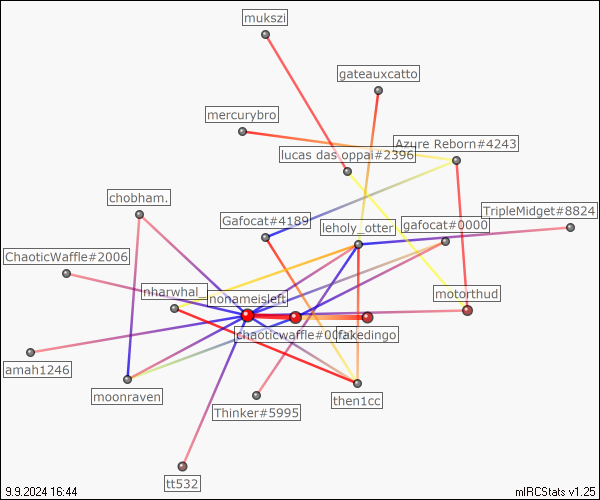 mukszi
gateauxcatto
mercurybro
Azure Reborn#4243
lucas das oppai#2396
chobham.
TripleMidget#8824
Gafocat#4189
leholy_otter
gafocat#0000
ChaoticWaffle#2006
nharwhal_
nonameisleft
motorthud
fakedingo
amah1246
moonraven
Thinker#5995
then1cc
tt532
9.9.2024 16:44
mIRCStats v1.25